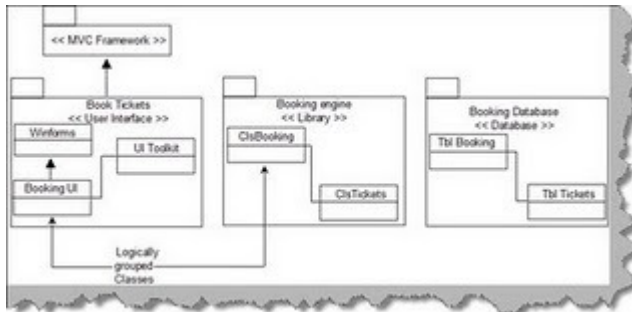 << MVC Framework >>
Book Tickets
<< User Interface >>
Winforms
UI Toolkit
Booking UI
Booking engine
<< Library >>
ClsBooking
ClsTickets
Booking Database
<< Database >>
Tbl Booking
Tbl Tickets
Logically
grouped
Classes